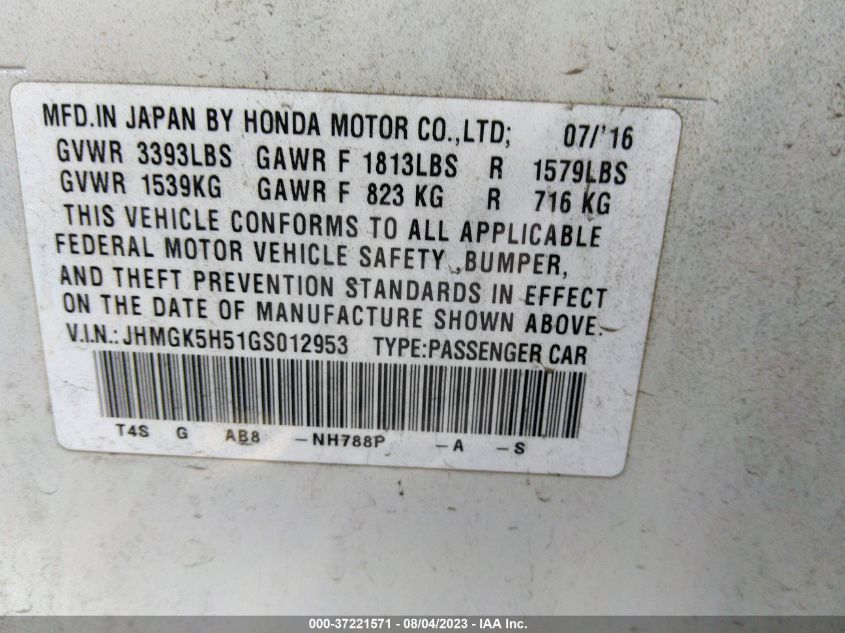 MFD.IN JAPAN BY HONDA MOTOR CO.,LTD; 07/'16
GVWR 3393LBS GAWR F 1813LBS R 1579LBS
GVWR 1539KG GAWR F 823 KG R 716 KG
THIS VEHICLE CONFORMS TO ALL APPLICABLE
FEDERAL MOTOR VEHICLE SAFETY ,BUMPER,
AND THEFT PREVENTION STANDARDS IN EFFECT
ON THE DATE OF MANUFACTURE SHOWN ABOVE.
V.I.N.: JHMGK5H51GS012953 TYPE:PASSENGER CAR
T4S G AB8 -NH788P -A -S
000-37221571 - 08/04/2023 - IAA Inc.